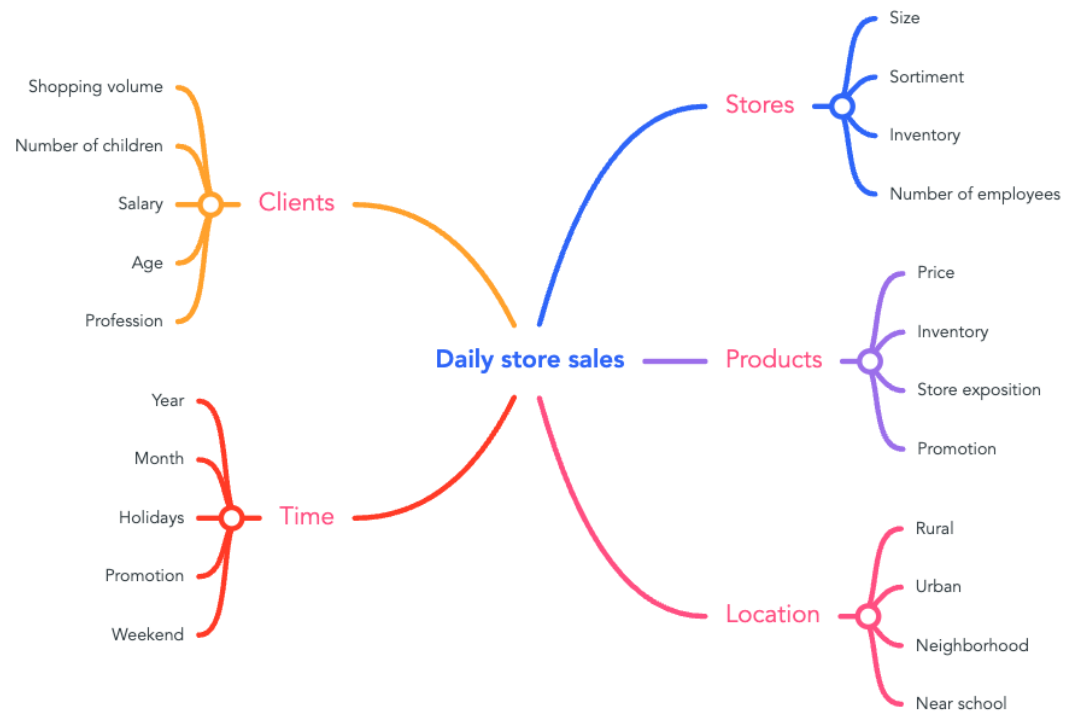 Shopping volume
Number of children
Salary
Age
Profession
Clients
Year
Month
Holidays
Promotion
Weekend
Time
Daily store sales
Stores
Size
Sortiment
Inventory
Number of employees
Products
Price
Inventory
Store exposition
Promotion
Location
Rural
Urban
Neighborhood
Near school